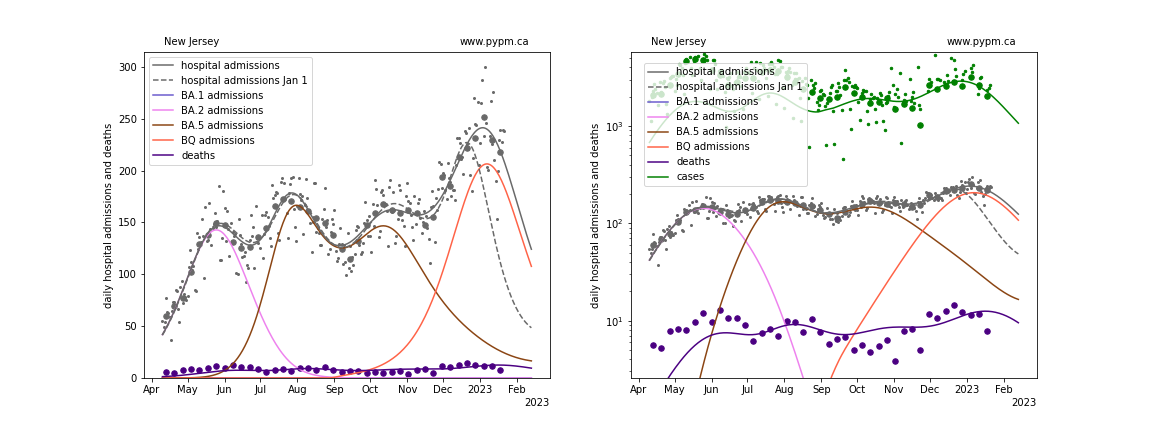 New Jersey
www.pypm.ca
300
250
200
150
100
50
0
daily hospital admissions and deaths
hospital admissions
hospital admissions Jan 1
BA.1 admissions
BA.2 admissions
BA.5 admissions
BQ admissions
deaths
Apr May Jun Jul Aug Sep Oct Nov Dec 2023 Feb
2023
New Jersey
www.pypm.ca
10³
10²
10¹
daily hospital admissions and deaths
hospital admissions
hospital admissions Jan 1
BA.1 admissions
BA.2 admissions
BA.5 admissions
BQ admissions
deaths
cases
Apr May Jun Jul Aug Sep Oct Nov Dec 2023 Feb
2023